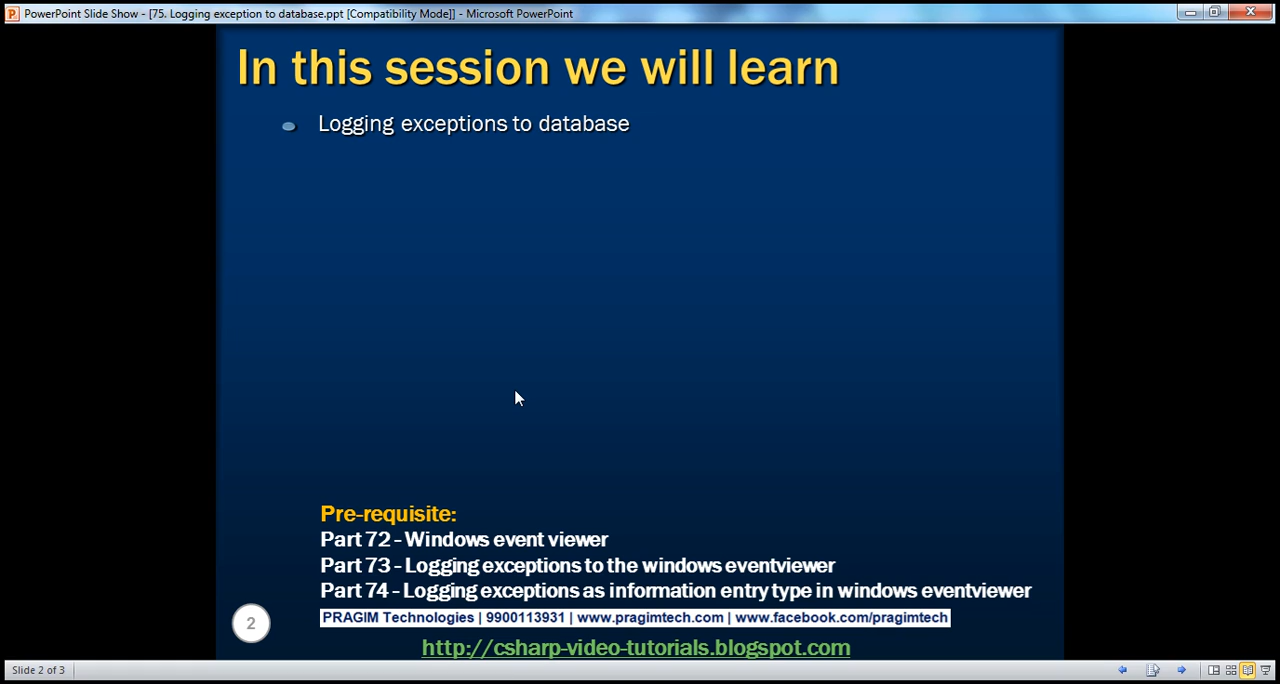 PowerPoint Slide Show - [75. Logging exception to database.ppt [Compatibility Mode]] - Microsoft PowerPoint
In this session we will learn
Logging exceptions to database
Pre-requisite:
Part 72 - Windows event viewer
Part 73 - Logging exceptions to the windows eventviewer
Part 74 - Logging exceptions as information entry type in windows eventviewer
PRAGIM Technologies | 9900113931 | www.pragimtech.com | www.facebook.com/pragimtech
2
http://csharp-video-tutorials.blogspot.com
Slide 2 of 3